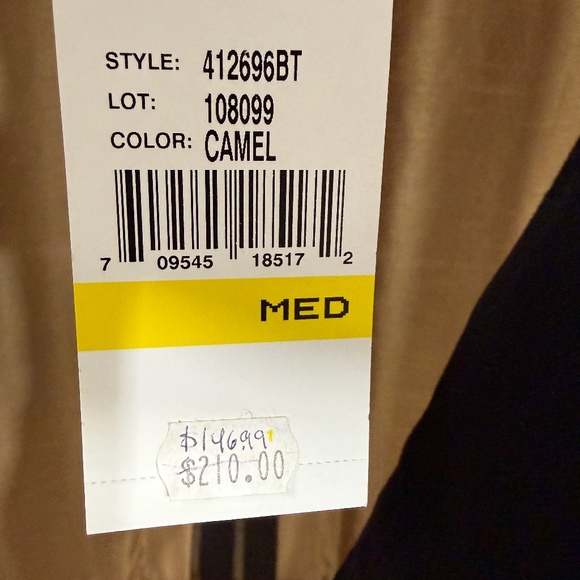 STYLE: 412696BT
LOT: 108099
COLOR: CAMEL
7 09545 18517 2
MED
$146.99
$210.00